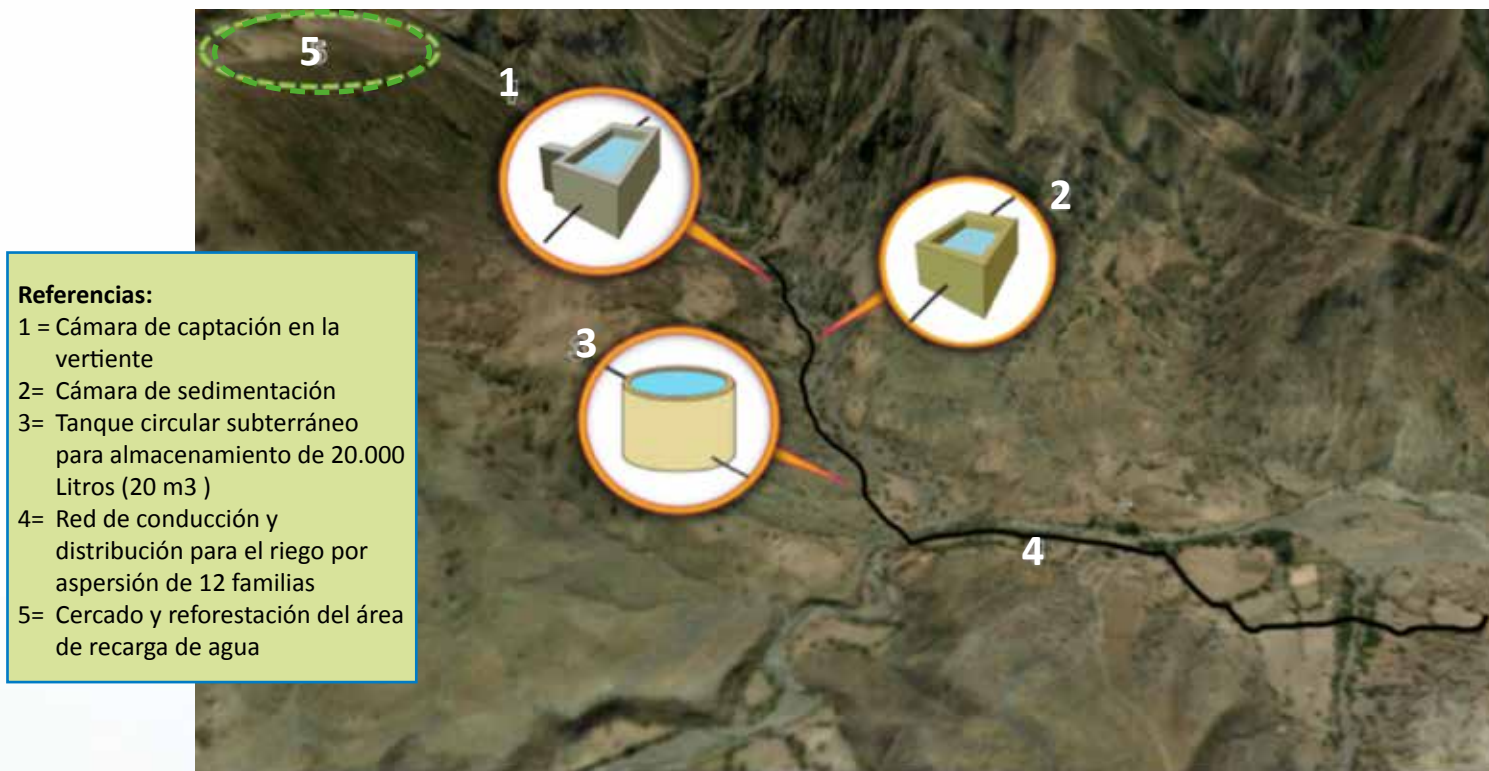 5
1
2
3
4
Referencias:
1 = Cámara de captación en la
vertiente
2= Cámara de sedimentación
3= Tanque circular subterráneo
para almacenamiento de 20.000
Litros (20 m3 )
4= Red de conducción y
distribución para el riego por
aspersión de 12 familias
5= Cercado y reforestación del área
de recarga de agua